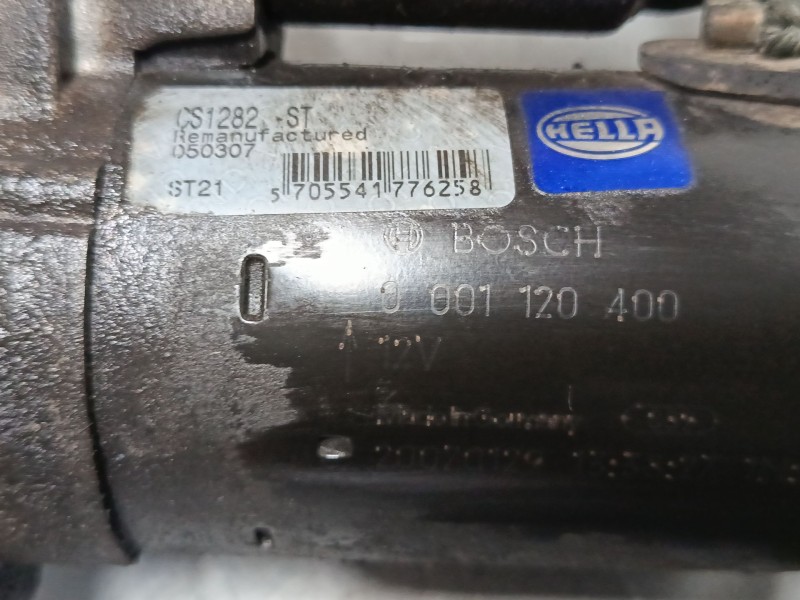 CS1282 -ST
Remanufactured
050307
ST21
5 705541 776258
HELLA
BOSCH
0 001 120 400
12V